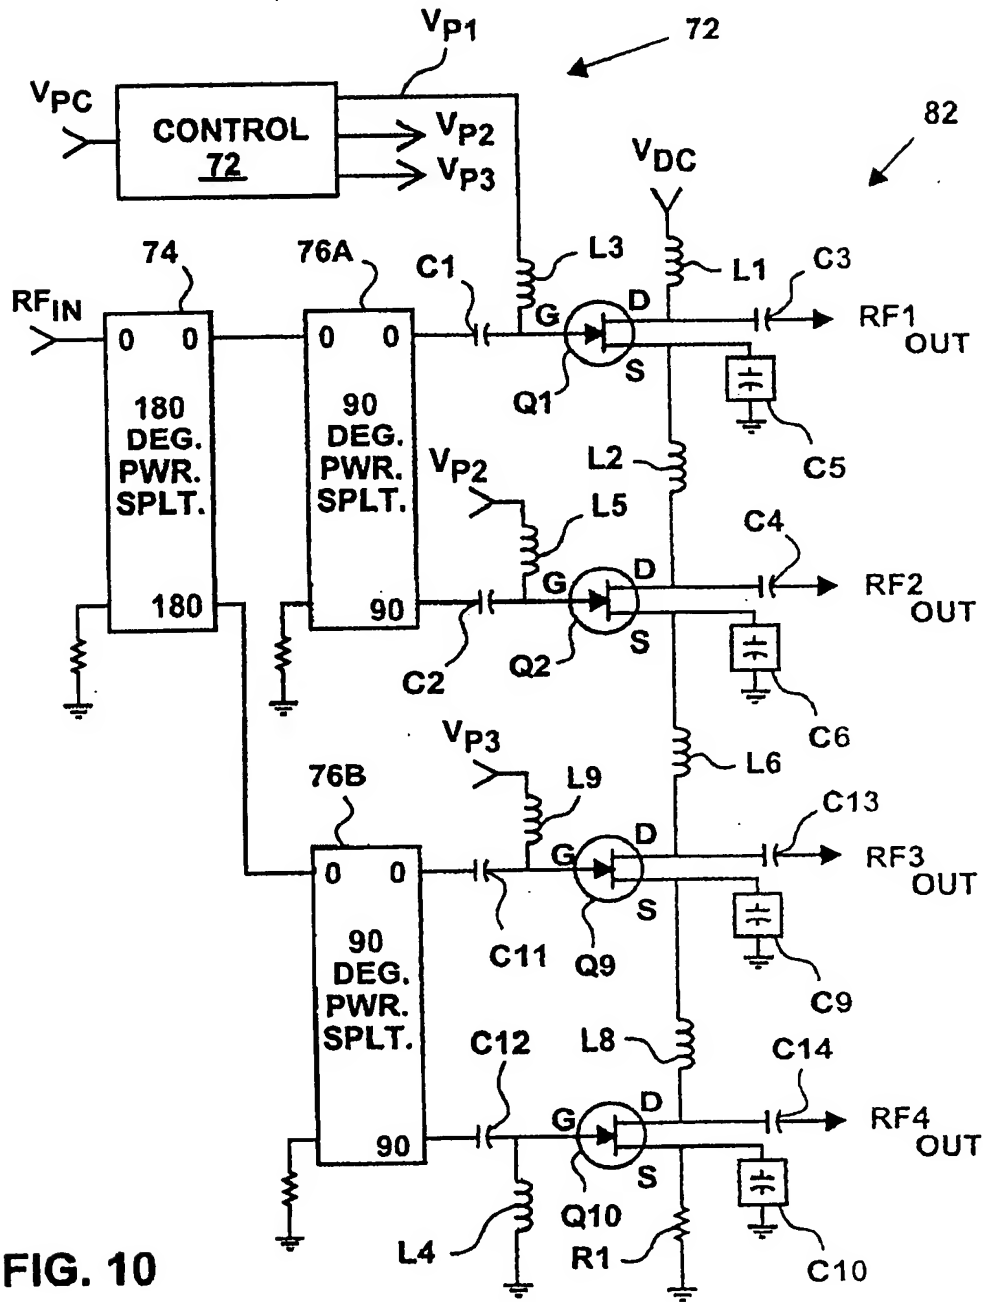 VP1
72
VPC
CONTROL
72
VP2
VP3
82
VDC
74
76A
C1
L3
L1
C3
RFIN
0 0
0 0
G
D
S
RF1 OUT
180
DEG.
PWR.
SPLT.
90
DEG.
PWR.
SPLT.
Q1
C5
VP2
L5
L2
C4
180
90
G
D
S
RF2 OUT
C2
Q2
C6
VP3
L9
L6
76B
C13
0 0
G
D
S
RF3 OUT
90
DEG.
PWR.
SPLT.
C11
Q9
C9
C12
L8
C14
90
G
D
S
RF4 OUT
L4
Q10
R1
C10
FIG. 10